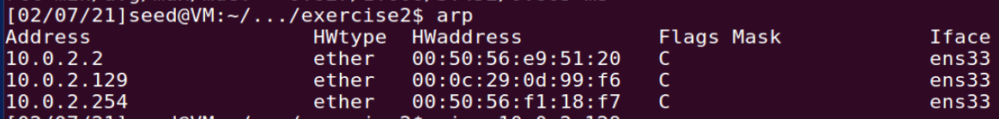 [02/07/21]seed@VM:~/.../exercise2$ arp
Address HWtype HWaddress Flags Mask Iface
10.0.2.2 ether 00:50:56:e9:51:20 C ens33
10.0.2.129 ether 00:0c:29:0d:99:f6 C ens33
10.0.2.254 ether 00:50:56:f1:18:f7 C ens33